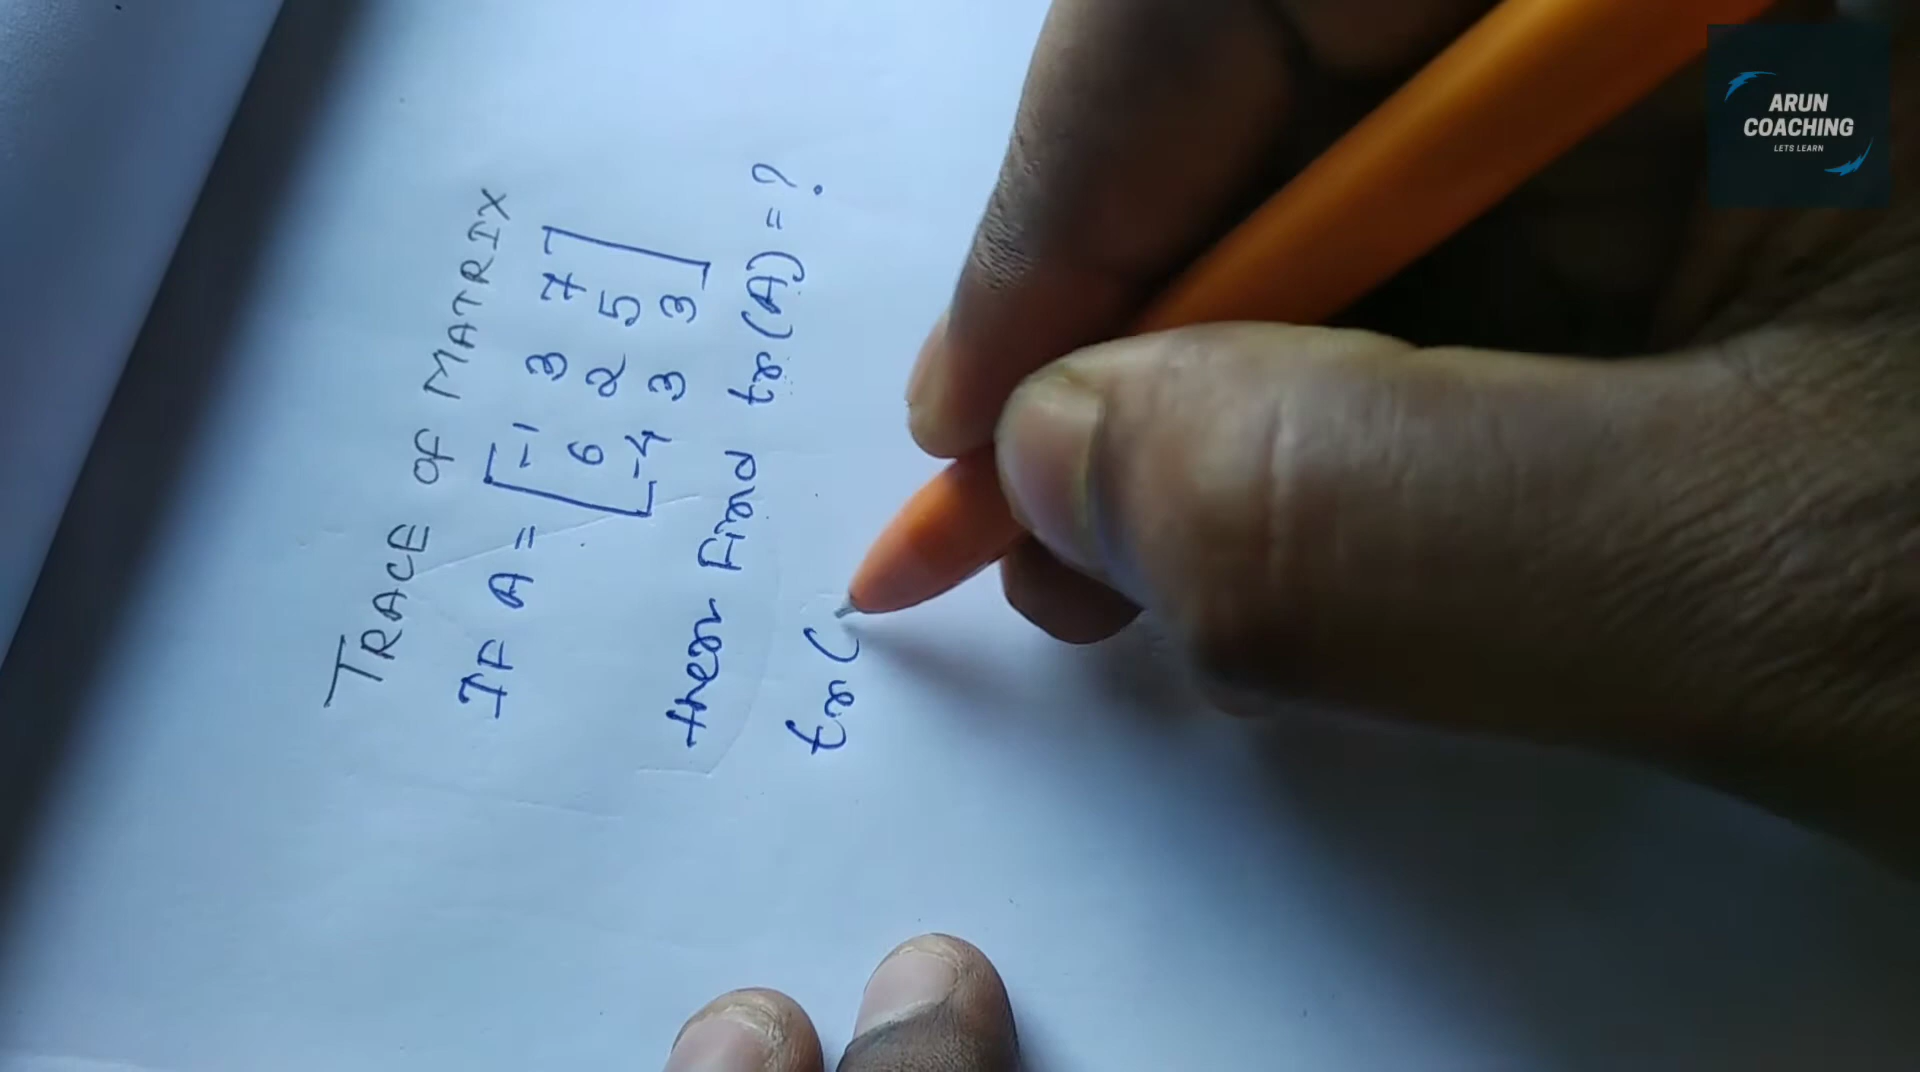 TRACE OF MATRIX
IF A = [ -1 3 7 ]
6 2 5
-4 3 3
then Find tr(A) = ?
tr(
ARUN
COACHING
LETS LEARN